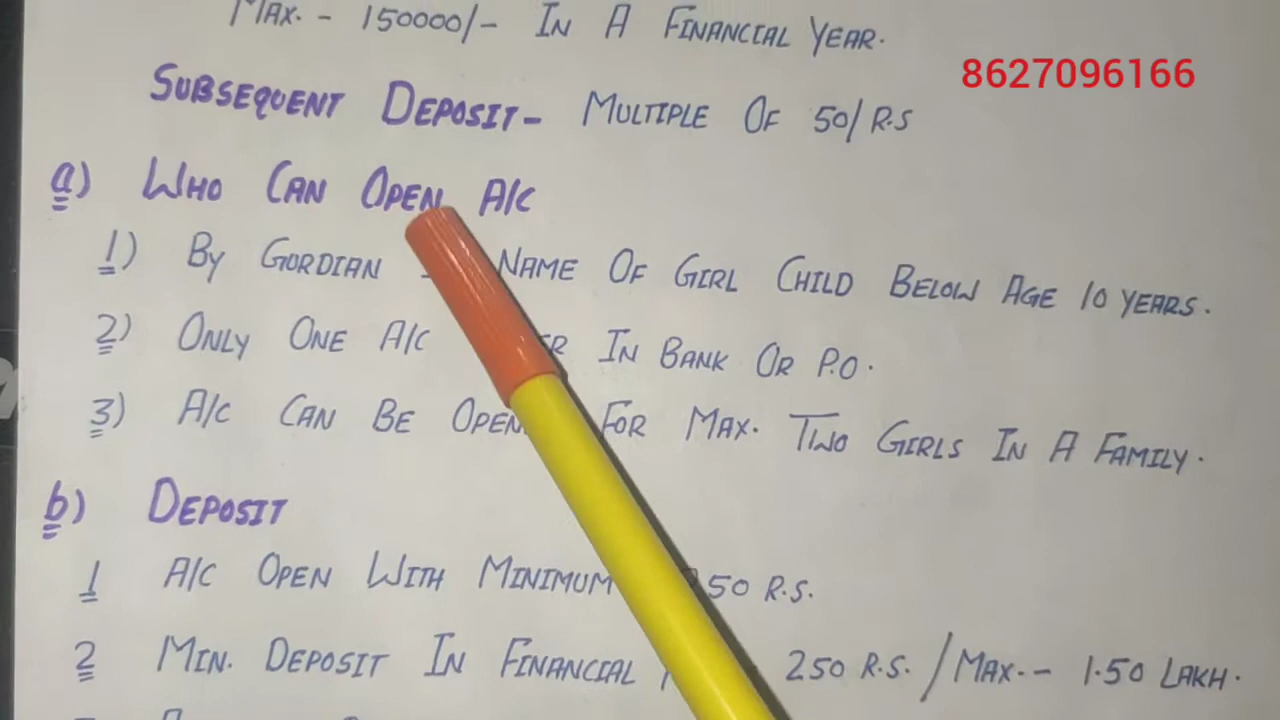 MAX. - 150000/- IN A FINANCIAL YEAR.
8627096166
SUBSEQUENT DEPOSIT- MULTIPLE OF 50/ R.S
a) WHO CAN OPEN A/C
1) BY GORDIAN NAME OF GIRL CHILD BELOW AGE 10 YEARS.
2) ONLY ONE A/C IN BANK OR P.O.
3) A/C CAN BE OPEN FOR MAX. TWO GIRLS IN A FAMILY.
b) DEPOSIT
1 A/C OPEN WITH MINIMUM 250 R.S.
2 MIN. DEPOSIT IN FINANCIAL 250 R.S. / MAX.- 1.50 LAKH.